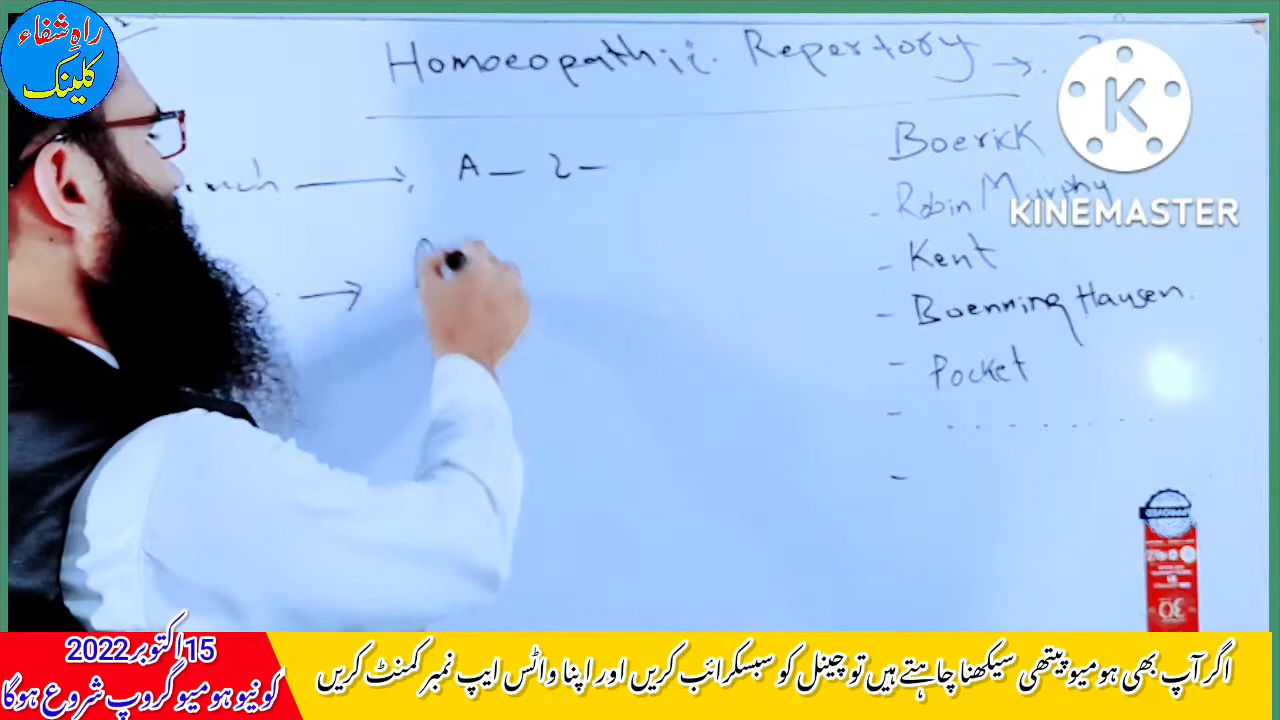 راہِ شفاء
کلینک
Homoeopathic Repertory →
A — Z —
Boerick
- Robin Murphy
- Kent
- Boenning Hausen
- Pocket
KINEMASTER
15 اکتوبر 2022
کو نیو ہومیو گروپ شروع ہوگا
اگر آپ بھی ہومیوپیتھی سیکھنا چاہتے ہیں تو چینل کو سبسکرائب کریں اور اپنا واٹس ایپ نمبر کمنٹ کریں